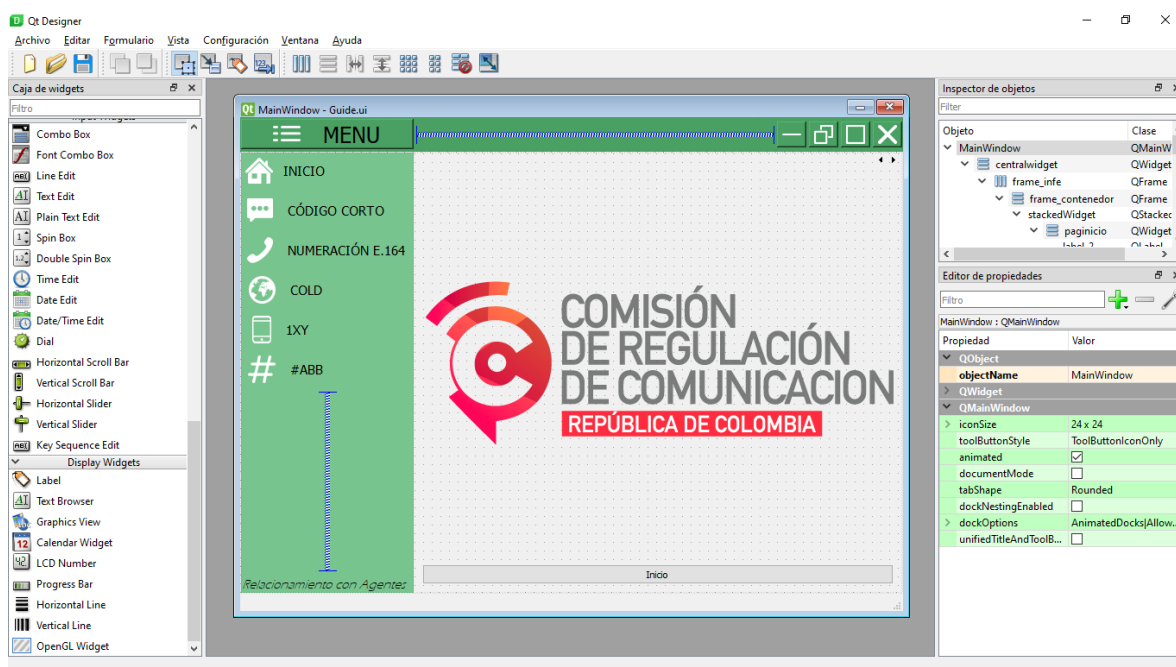 Qt Designer
Archivo Editar Formulario Vista Configuración Ventana Ayuda
Caja de widgets
Filtro
Combo Box
Font Combo Box
Line Edit
Text Edit
Plain Text Edit
Spin Box
Double Spin Box
Time Edit
Date Edit
Date/Time Edit
Dial
Horizontal Scroll Bar
Vertical Scroll Bar
Horizontal Slider
Vertical Slider
Key Sequence Edit
Display Widgets
Label
Text Browser
Graphics View
Calendar Widget
LCD Number
Progress Bar
Horizontal Line
Vertical Line
OpenGL Widget
MainWindow - Guide.ui
MENU
INICIO
CÓDIGO CORTO
NUMERACIÓN E.164
COLD
1XY
#ABB
Relacionamiento con Agentes
COMISIÓN
DE REGULACIÓN
DE COMUNICACION
REPÚBLICA DE COLOMBIA
Inicio
Inspector de objetos
Filter
Objeto Clase
MainWindow QMainW
centralwidget QWidget
frame_infe QFrame
frame_contenedor QFrame
stackedWidget QStackec
paginicio QWidget
Editor de propiedades
Filtro
MainWindow : QMainWindow
Propiedad Valor
QObject
objectName MainWindow
QWidget
QMainWindow
iconSize 24 x 24
toolButtonStyle ToolButtonIconOnly
animated
documentMode
tabShape Rounded
dockNestingEnabled
dockOptions AnimatedDocks|Allow...
unifiedTitleAndToolB...